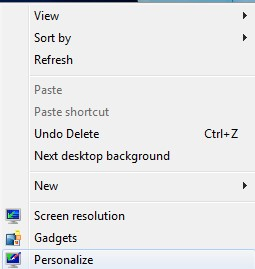 View
Sort by
Refresh
Paste
Paste shortcut
Undo Delete Ctrl+Z
Next desktop background
New
Screen resolution
Gadgets
Personalize